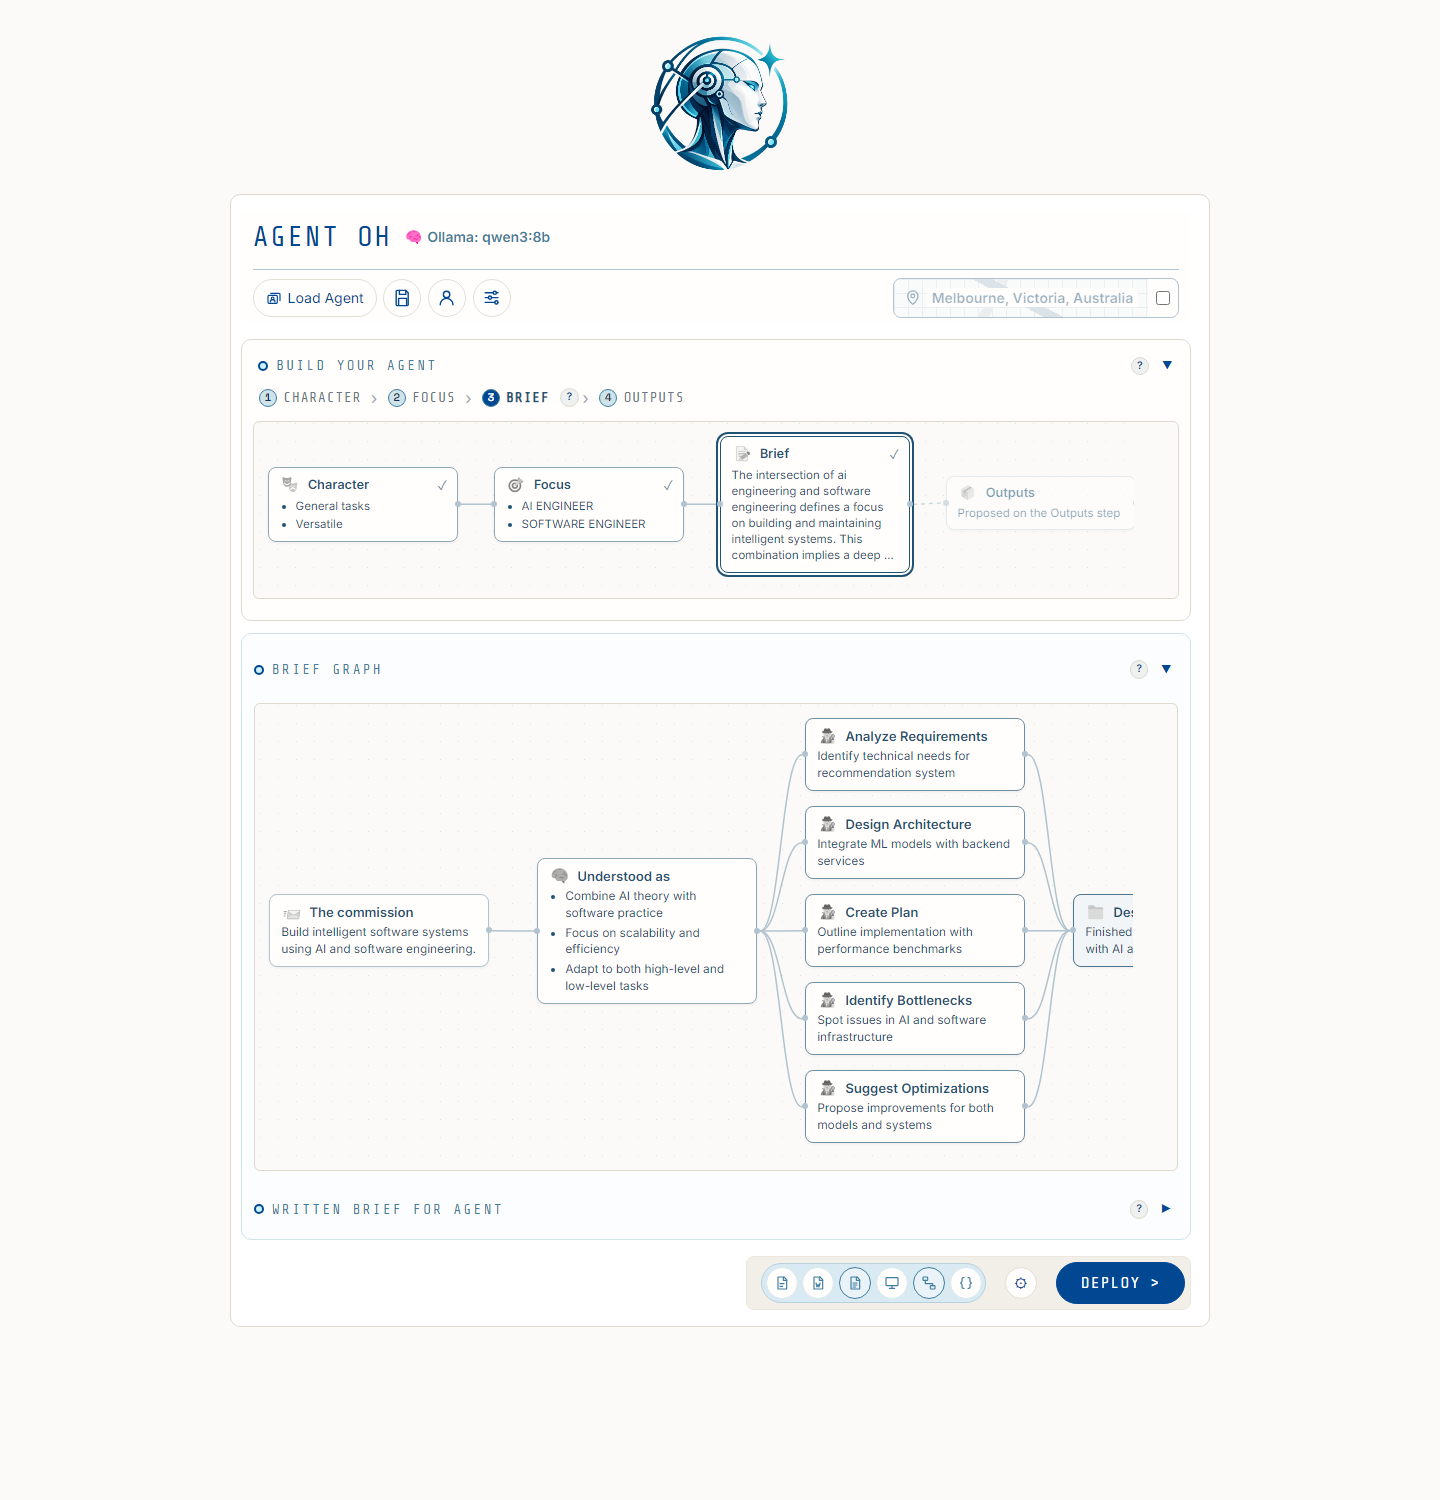 AGENT OH
Ollama: qwen3:8b
Load Agent
Melbourne, Victoria, Australia
BUILD YOUR AGENT
?
1 CHARACTER > 2 FOCUS > 3 BRIEF ? > 4 OUTPUTS
Character ✓
• General tasks
• Versatile
Focus ✓
• AI ENGINEER
• SOFTWARE ENGINEER
Brief ✓
The intersection of ai
engineering and software
engineering defines a focus
on building and maintaining
intelligent systems. This
combination implies a deep ...
Outputs
Proposed on the Outputs step
BRIEF GRAPH
?
The commission
Build intelligent software systems
using AI and software engineering.
Understood as
• Combine AI theory with
software practice
• Focus on scalability and
efficiency
• Adapt to both high-level and
low-level tasks
Analyze Requirements
Identify technical needs for
recommendation system
Design Architecture
Integrate ML models with backend
services
Create Plan
Outline implementation with
performance benchmarks
Identify Bottlenecks
Spot issues in AI and software
infrastructure
Suggest Optimizations
Propose improvements for both
models and systems
Des
Finished
with AI a
WRITTEN BRIEF FOR AGENT
?
{}
DEPLOY >